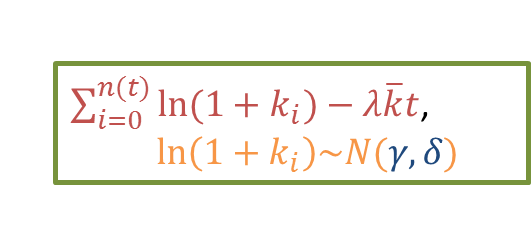 ∑_{i=0}^{n(t)} ln(1 + k_i) − λk̄t,
ln(1 + k_i)~N(γ, δ)